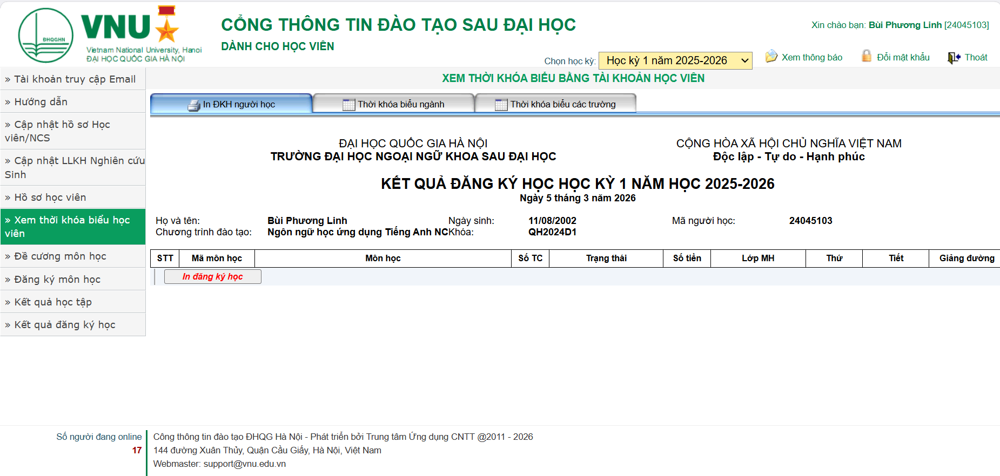 ĐHQGHN
VNU
Vietnam National University, Hanoi
ĐẠI HỌC QUỐC GIA HÀ NỘI
CỔNG THÔNG TIN ĐÀO TẠO SAU ĐẠI HỌC
DÀNH CHO HỌC VIÊN
Xin chào bạn: Bùi Phương Linh [24045103]
Chọn học kỳ: Học kỳ 1 năm 2025-2026
Xem thông báo
Đổi mật khẩu
Thoát
» Tài khoản truy cập Email
» Hướng dẫn
» Cập nhật hồ sơ Học
viên/NCS
» Cập nhật LLKH Nghiên cứu
Sinh
» Hồ sơ học viên
» Xem thời khóa biểu học
viên
» Đề cương môn học
» Đăng ký môn học
» Kết quả học tập
» Kết quả đăng ký học
XEM THỜI KHÓA BIỂU BẰNG TÀI KHOẢN HỌC VIÊN
In ĐKH người học
Thời khóa biểu ngành
Thời khóa biểu các trường
ĐẠI HỌC QUỐC GIA HÀ NỘI
TRƯỜNG ĐẠI HỌC NGOẠI NGỮ KHOA SAU ĐẠI HỌC
CỘNG HÒA XÃ HỘI CHỦ NGHĨA VIỆT NAM
Độc lập - Tự do - Hạnh phúc
KẾT QUẢ ĐĂNG KÝ HỌC HỌC KỲ 1 NĂM HỌC 2025-2026
Ngày 5 tháng 3 năm 2026
Họ và tên: Bùi Phương Linh Ngày sinh: 11/08/2002 Mã người học: 24045103
Chương trình đào tạo: Ngôn ngữ học ứng dụng Tiếng Anh NCKhóa: QH2024D1
STT Mã môn học Môn học Số TC Trạng thái Số tiền Lớp MH Thứ Tiết Giảng đường
In đăng ký học
Số người đang online
17
Cổng thông tin đào tạo ĐHQG Hà Nội - Phát triển bởi Trung tâm Ứng dụng CNTT @2011 - 2026
144 đường Xuân Thủy, Quận Cầu Giấy, Hà Nội, Việt Nam
Webmaster: support@vnu.edu.vn